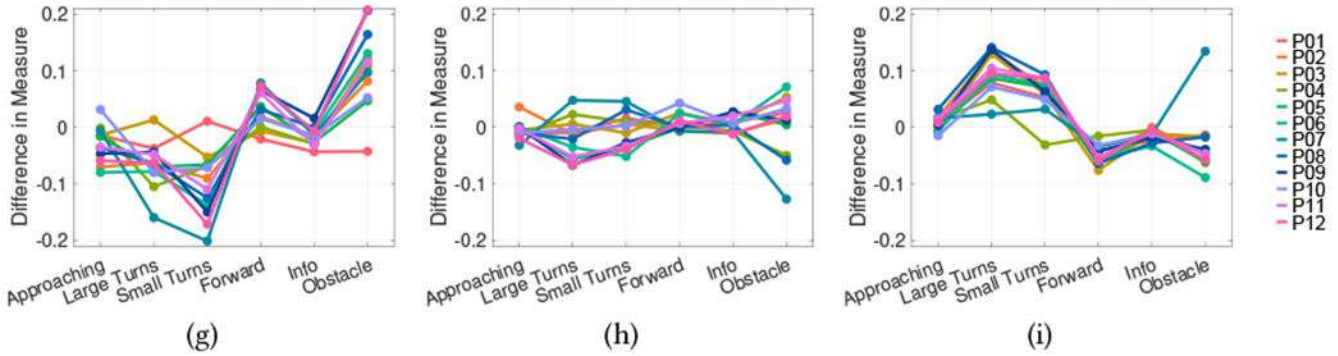 Difference in Measure
0.2
0.1
0
-0.1
-0.2
Approaching
Large Turns
Small Turns
Forward
Info
Obstacle
(g)
Difference in Measure
0.2
0.1
0
-0.1
-0.2
Approaching
Large Turns
Small Turns
Forward
Info
Obstacle
(h)
Difference in Measure
0.2
0.1
0
-0.1
-0.2
Approaching
Large Turns
Small Turns
Forward
Info
Obstacle
(i)
P01
P02
P03
P04
P05
P06
P07
P08
P09
P10
P11
P12